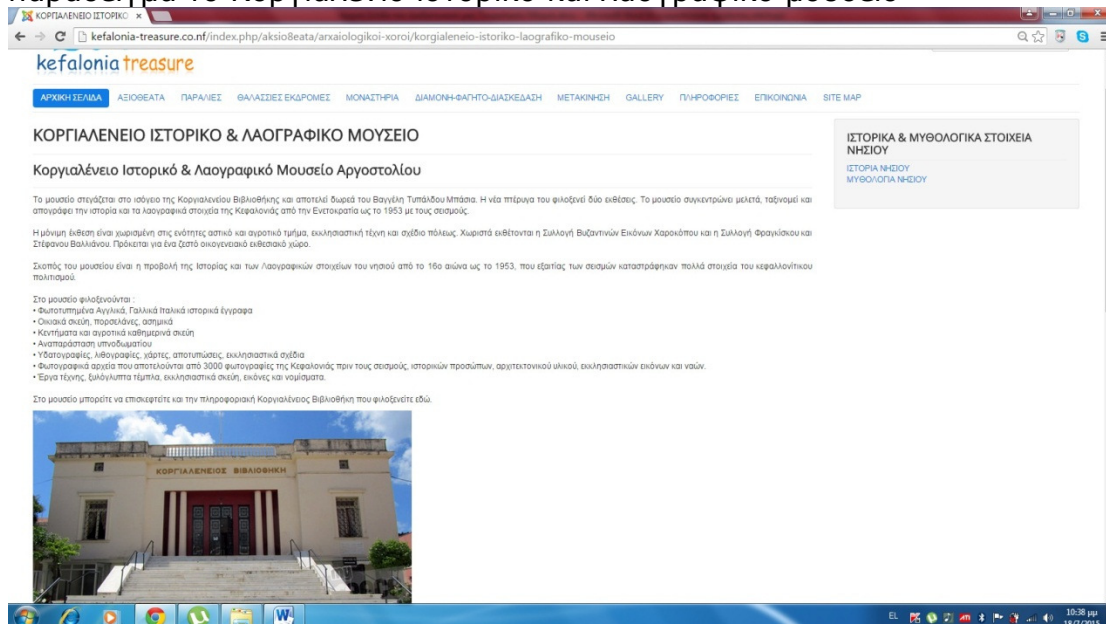 παράδειγμα το Κοργιαλένειο ιστορικό και λαογραφικό μουσείο
ΚΟΡΓΙΑΛΕΝΕΙΟ ΙΣΤΟΡΙΚΟ
kefalonia-treasure.co.nf/index.php/aksio8eata/arxaiologikoi-xoroi/korgialeneio-istoriko-laografiko-mouseio
kefalonia treasure
ΑΡΧΙΚΗ ΣΕΛΙΔΑ ΑΞΙΟΘΕΑΤΑ ΠΑΡΑΛΙΕΣ ΘΑΛΑΣΣΙΕΣ ΕΚΔΡΟΜΕΣ ΜΟΝΑΣΤΗΡΙΑ ΔΙΑΜΟΝΗ-ΦΑΓΗΤΟ-ΔΙΑΣΚΕΔΑΣΗ ΜΕΤΑΚΙΝΗΣΗ GALLERY ΠΛΗΡΟΦΟΡΙΕΣ ΕΠΙΚΟΙΝΩΝΙΑ SITE MAP
ΚΟΡΓΙΑΛΕΝΕΙΟ ΙΣΤΟΡΙΚΟ & ΛΑΟΓΡΑΦΙΚΟ ΜΟΥΣΕΙΟ
Κοργιαλένειο Ιστορικό & Λαογραφικό Μουσείο Αργοστολίου
Το μουσείο στεγάζεται στο ισόγειο της Κοργιαλενείου Βιβλιοθήκης και αποτελεί δωρεά του Βαγγέλη Τυπάλδου Μπάσια. Η νέα πτέρυγα του φιλοξενεί δύο εκθέσεις. Το μουσείο συγκεντρώνει μελετά, ταξινομεί και
απογράφει την ιστορία και τα λαογραφικά στοιχεία της Κεφαλονιάς από την Ενετοκρατία ως το 1953 με τους σεισμούς.
Η μόνιμη έκθεση είναι χωρισμένη στις ενότητες αστικό και αγροτικό τμήμα, εκκλησιαστική τέχνη και σχέδιο πόλεως. Χωριστά εκθέτονται η Συλλογή Βυζαντινών Εικόνων Χαροκόπου και η Συλλογή Φραγκίσκου και
Στέφανου Βαλλιάνου. Πρόκειται για ένα ζεστό οικογενειακό εκθεσιακό χώρο.
Σκοπός του μουσείου είναι η προβολή της Ιστορίας και των Λαογραφικών στοιχείων του νησιού από το 16ο αιώνα ως το 1953, που εξαιτίας των σεισμών καταστράφηκαν πολλά στοιχεία του κεφαλλονίτικου
πολιτισμού.
Στο μουσείο φιλοξενούνται :
• Φωτοτυπημένα Αγγλικά, Γαλλικά Ιταλικά ιστορικά έγγραφα
• Οικιακά σκεύη, πορσελάνες, ασημικά
• Κεντήματα και αγροτικά καθημερινά σκεύη
• Αναπαράσταση υπνοδωματίου
• Υδατογραφίες, λιθογραφίες, χάρτες, αποτυπώσεις, εκκλησιαστικά σχέδια
• Φωτογραφικά αρχεία που αποτελούνται από 3000 φωτογραφίες της Κεφαλονιάς πριν τους σεισμούς, ιστορικών προσώπων, αρχιτεκτονικού υλικού, εκκλησιαστικών εικόνων και ναών.
• Έργα τέχνης, ξυλόγλυπτα τέμπλα, εκκλησιαστικά σκεύη, εικόνες και νομίσματα.
Στο μουσείο μπορείτε να επισκεφτείτε και την πληροφοριακή Κοργιαλένειος Βιβλιοθήκη που φιλοξενείτε εδώ.
ΚΟΡΓΙΑΛΕΝΕΙΟΣ ΒΙΒΛΙΟΘΗΚΗ
ΙΣΤΟΡΙΚΑ & ΜΥΘΟΛΟΓΙΚΑ ΣΤΟΙΧΕΙΑ
ΝΗΣΙΟΥ
ΙΣΤΟΡΙΑ ΝΗΣΙΟΥ
ΜΥΘΟΛΟΓΙΑ ΝΗΣΙΟΥ
EL
10:38 μμ
18/7/2015